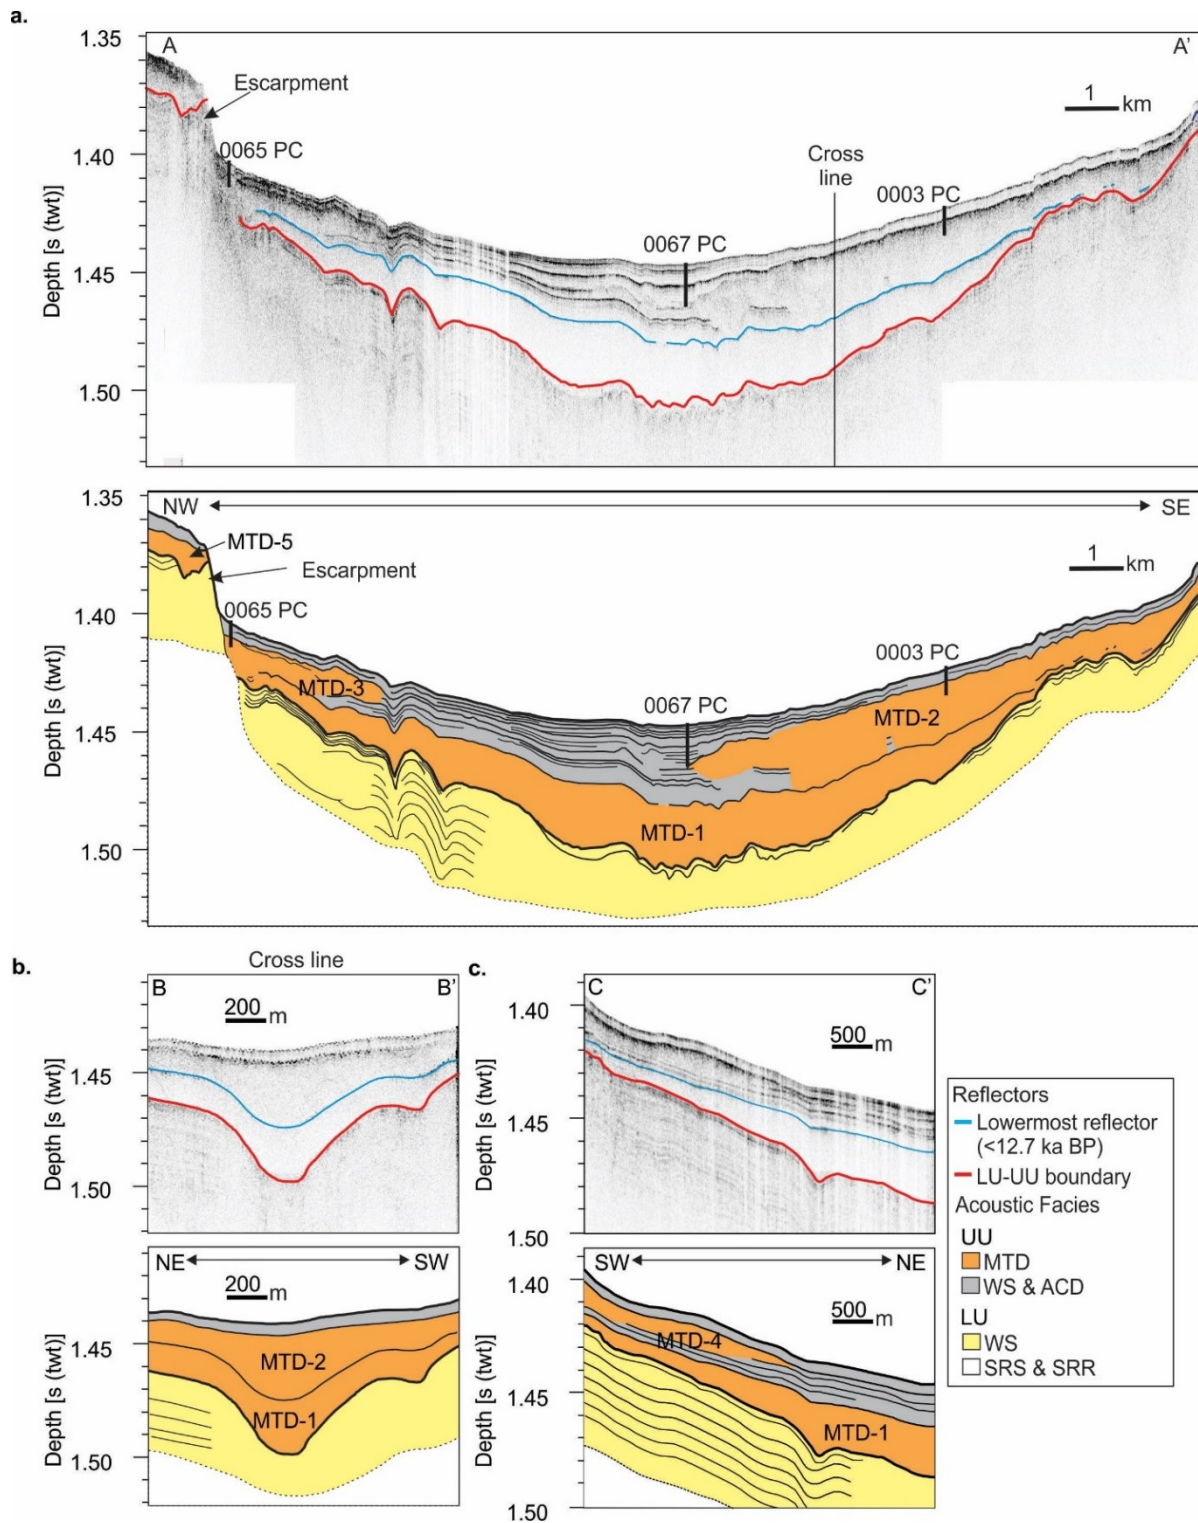 a.
1.35
A
A'
Escarpment
1
km
1.40
0065 PC
Cross
line
0003 PC
0067 PC
1.45
1.50
Depth [s (twt)]
1.35
NW
SE
MTD-5
1
km
Escarpment
1.40
0065 PC
0003 PC
MTD-3
0067 PC
MTD-2
1.45
MTD-1
1.50
Depth [s (twt)]
b.
Cross line
B
B'
200
m
1.45
1.50
Depth [s (twt)]
NE
SW
200
m
MTD-2
1.45
MTD-1
1.50
Depth [s (twt)]
c.
C
C'
1.40
500
m
1.45
1.50
Depth [s (twt)]
SW
NE
1.40
500
m
MTD-4
1.45
MTD-1
1.50
Depth [s (twt)]
Reflectors
Lowermost reflector
(<12.7 ka BP)
LU-UU boundary
Acoustic Facies
UU
MTD
WS & ACD
LU
WS
SRS & SRR